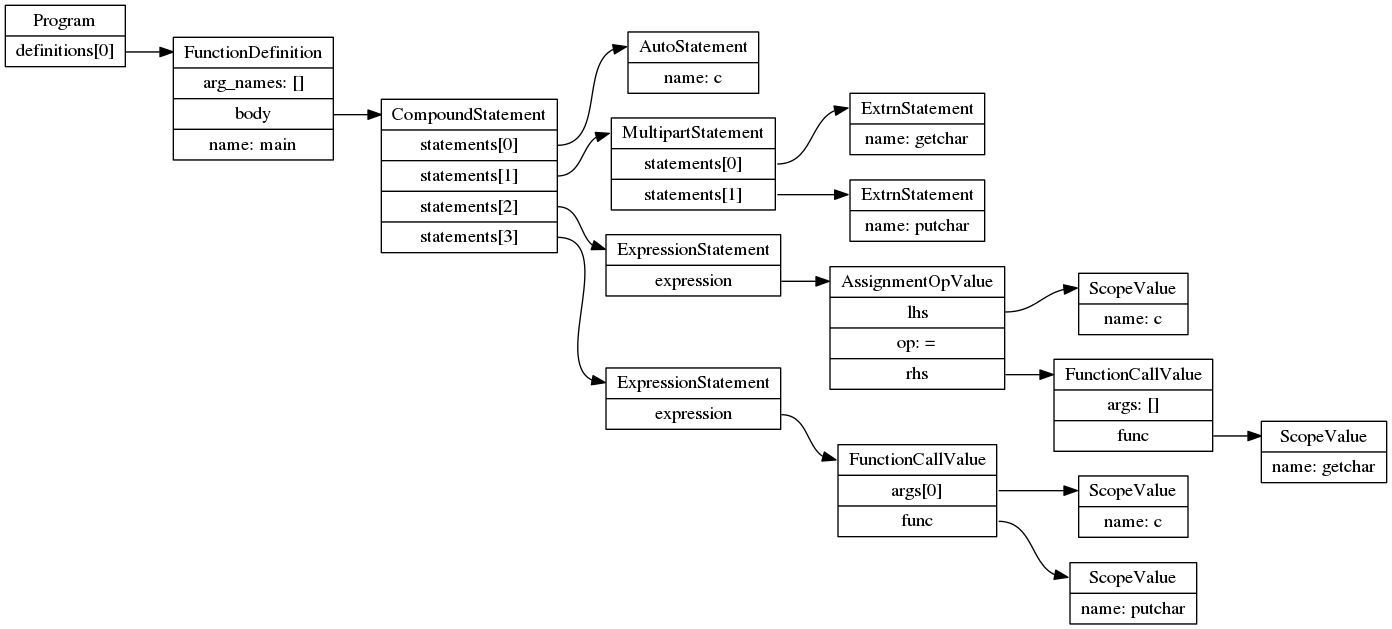 Program
definitions[0]
FunctionDefinition
arg_names: []
body
name: main
CompoundStatement
statements[0]
statements[1]
statements[2]
statements[3]
AutoStatement
name: c
MultipartStatement
statements[0]
statements[1]
ExtrnStatement
name: getchar
ExtrnStatement
name: putchar
ExpressionStatement
expression
AssignmentOpValue
lhs
op: =
rhs
ScopeValue
name: c
FunctionCallValue
args: []
func
ScopeValue
name: getchar
ExpressionStatement
expression
FunctionCallValue
args[0]
func
ScopeValue
name: c
ScopeValue
name: putchar